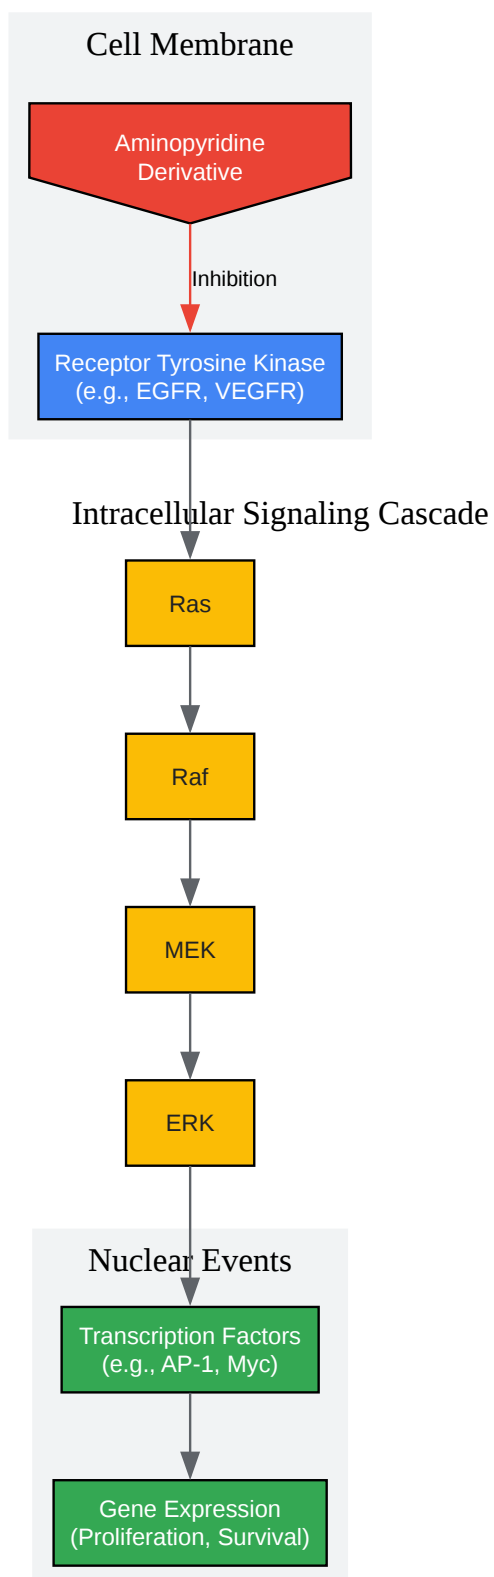 Cell Membrane
Aminopyridine
Derivative
Inhibition
Receptor Tyrosine Kinase
(e.g., EGFR, VEGFR)
Intracellular Signaling Cascade
Ras
Raf
MEK
ERK
Nuclear Events
Transcription Factors
(e.g., AP-1, Myc)
Gene Expression
(Proliferation, Survival)